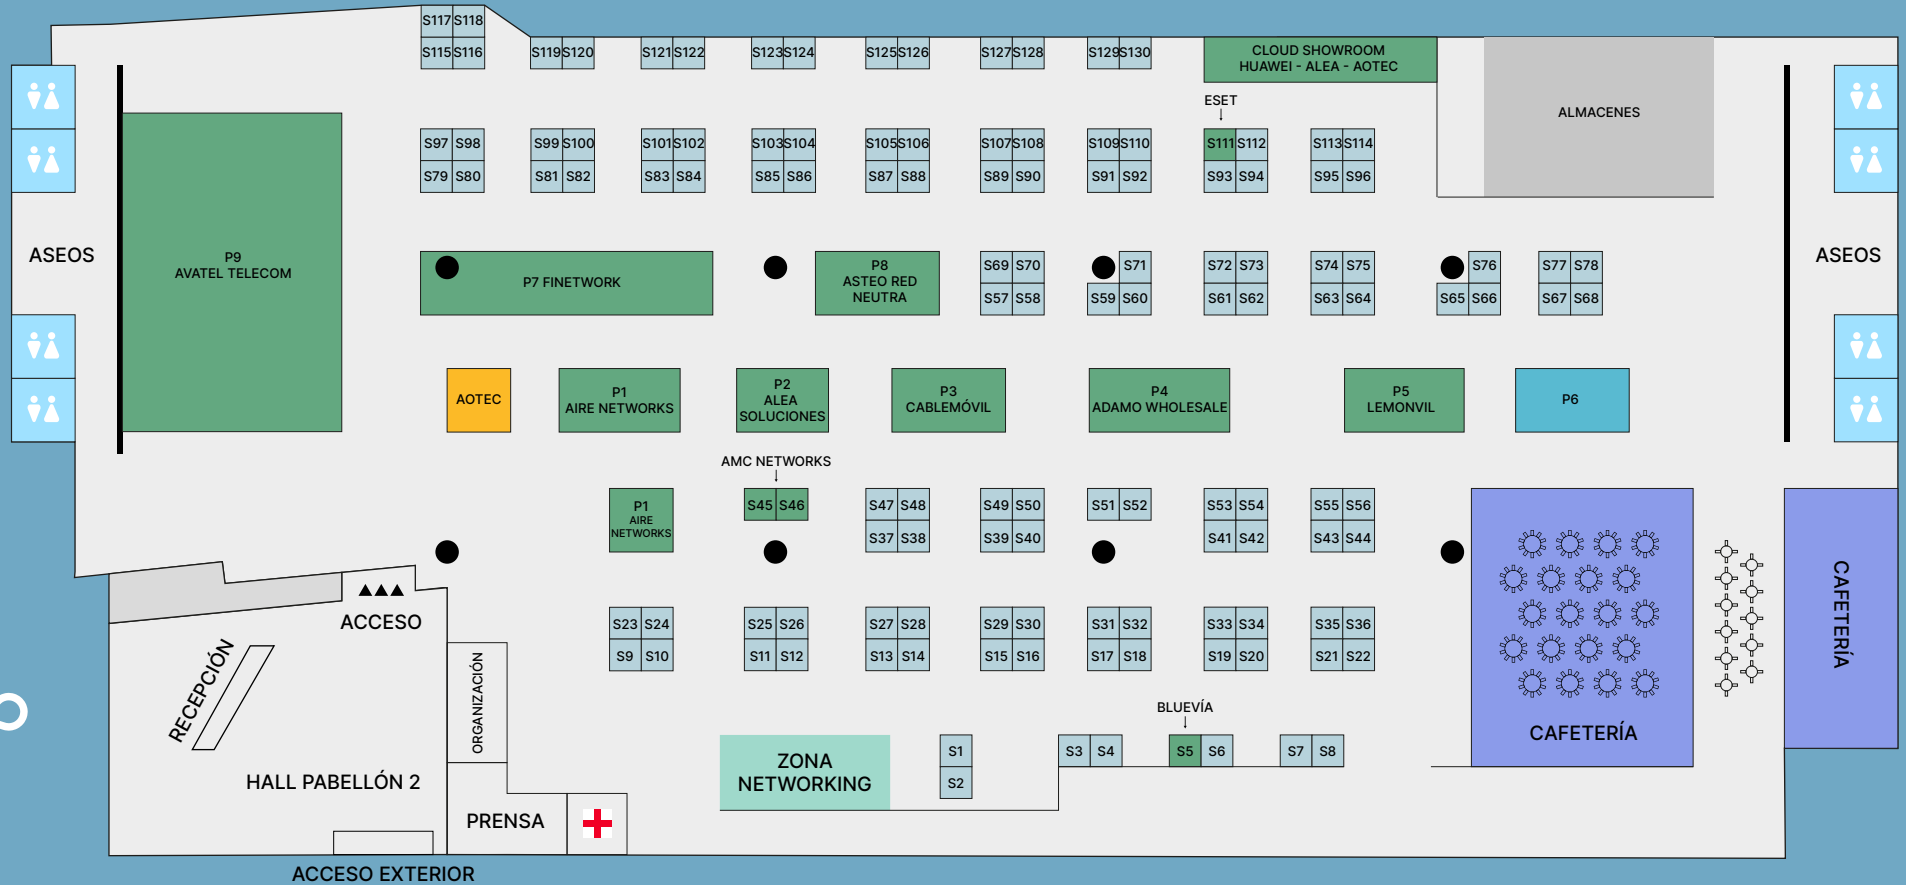 S117 S118
S115 S116
S119 S120
S121 S122
S123 S124
S125 S126
S127 S128
S129 S130
CLOUD SHOWROOM
HUAWEI - ALEA - AOTEC
ALMACENES
ESET
S97 S98
S79 S80
S99 S100
S81 S82
S101 S102
S83 S84
S103 S104
S85 S86
S105 S106
S87 S88
S107 S108
S89 S90
S109 S110
S91 S92
S111 S112
S93 S94
S113 S114
S95 S96
ASEOS
P9
AVATEL TELECOM
P7 FINETWORK
P8
ASTEO RED
NEUTRA
S69 S70
S57 S58
S71
S59 S60
S72 S73
S61 S62
S74 S75
S63 S64
S76
S65 S66
S77 S78
S67 S68
ASEOS
AOTEC
P1
AIRE NETWORKS
P2
ALEA
SOLUCIONES
P3
CABLEMÓVIL
P4
ADAMO WHOLESALE
P5
LEMONVIL
P6
AMC NETWORKS
P1
AIRE
NETWORKS
S45 S46
S47 S48
S37 S38
S49 S50
S39 S40
S51 S52
S53 S54
S41 S42
S55 S56
S43 S44
CAFETERÍA
CAFETERÍA
ACCESO
S23 S24
S9 S10
S25 S26
S11 S12
S27 S28
S13 S14
S29 S30
S15 S16
S31 S32
S17 S18
S33 S34
S19 S20
S35 S36
S21 S22
RECEPCIÓN
ORGANIZACIÓN
BLUEVÍA
ZONA
NETWORKING
S1
S2
S3 S4
S5 S6
S7 S8
HALL PABELLÓN 2
PRENSA
ACCESO EXTERIOR